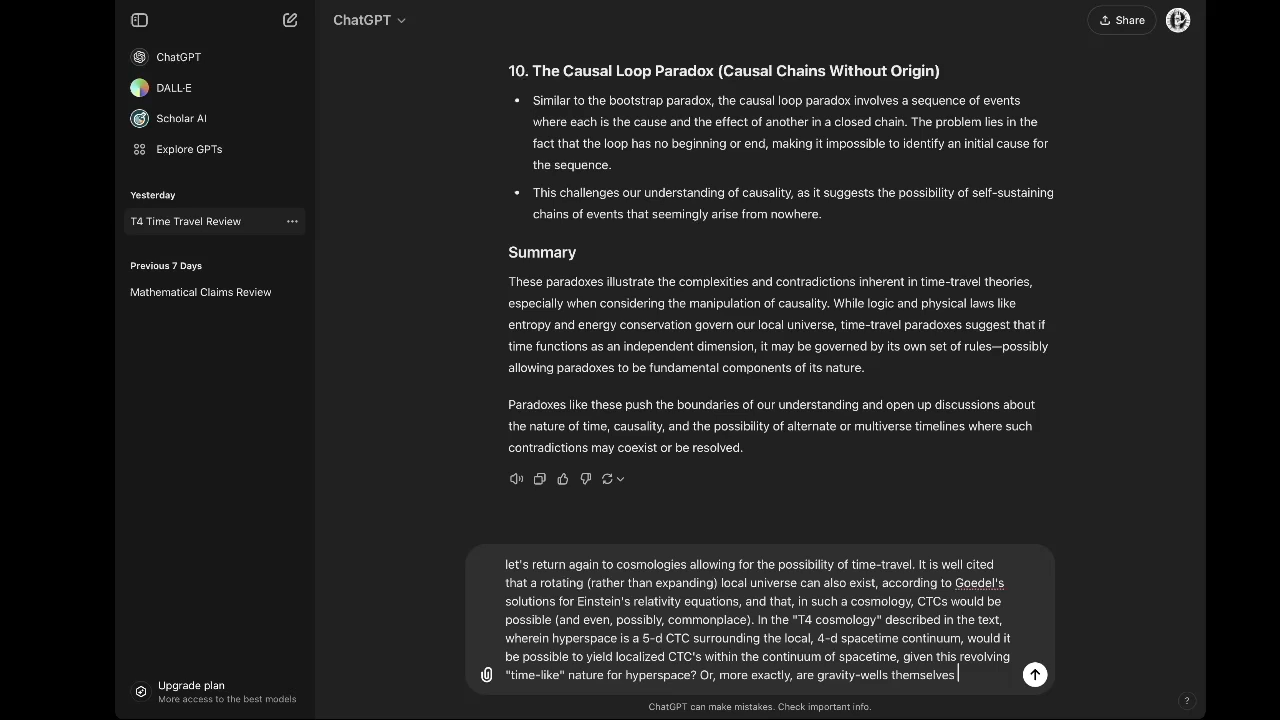 ChatGPT
Share
ChatGPT
DALL·E
Scholar AI
Explore GPTs
Yesterday
T4 Time Travel Review
Previous 7 Days
Mathematical Claims Review
10. The Causal Loop Paradox (Causal Chains Without Origin)
Similar to the bootstrap paradox, the causal loop paradox involves a sequence of events
where each is the cause and the effect of another in a closed chain. The problem lies in the
fact that the loop has no beginning or end, making it impossible to identify an initial cause for
the sequence.
This challenges our understanding of causality, as it suggests the possibility of self-sustaining
chains of events that seemingly arise from nowhere.
Summary
These paradoxes illustrate the complexities and contradictions inherent in time-travel theories,
especially when considering the manipulation of causality. While logic and physical laws like
entropy and energy conservation govern our local universe, time-travel paradoxes suggest that if
time functions as an independent dimension, it may be governed by its own set of rules—possibly
allowing paradoxes to be fundamental components of its nature.
Paradoxes like these push the boundaries of our understanding and open up discussions about
the nature of time, causality, and the possibility of alternate or multiverse timelines where such
contradictions may coexist or be resolved.
let's return again to cosmologies allowing for the possibility of time-travel. It is well cited
that a rotating (rather than expanding) local universe can also exist, according to Goedel's
solutions for Einstein's relativity equations, and that, in such a cosmology, CTCs would be
possible (and even, possibly, commonplace). In the "T4 cosmology" described in the text,
wherein hyperspace is a 5-d CTC surrounding the local, 4-d spacetime continuum, would it
be possible to yield localized CTC's within the continuum of spacetime, given this revolving
"time-like" nature for hyperspace? Or, more exactly, are gravity-wells themselves
Upgrade plan
More access to the best models
ChatGPT can make mistakes. Check important info.
?